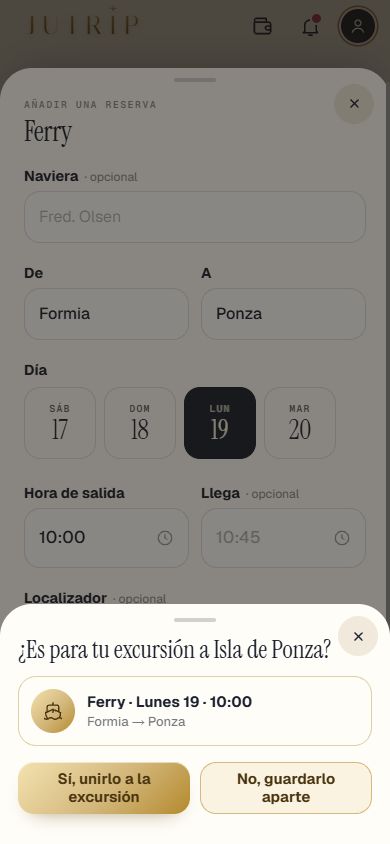 JUTRIP
AÑADIR UNA RESERVA
Ferry
Naviera · opcional
Fred. Olsen
De A
Formia Ponza
Día
SÁB DOM LUN MAR
17 18 19 20
Hora de salida Llega · opcional
10:00 10:45
Localizador · opcional
¿Es para tu excursión a Isla de Ponza?
Ferry · Lunes 19 · 10:00
Formia → Ponza
Sí, unirlo a la No, guardarlo
excursión aparte